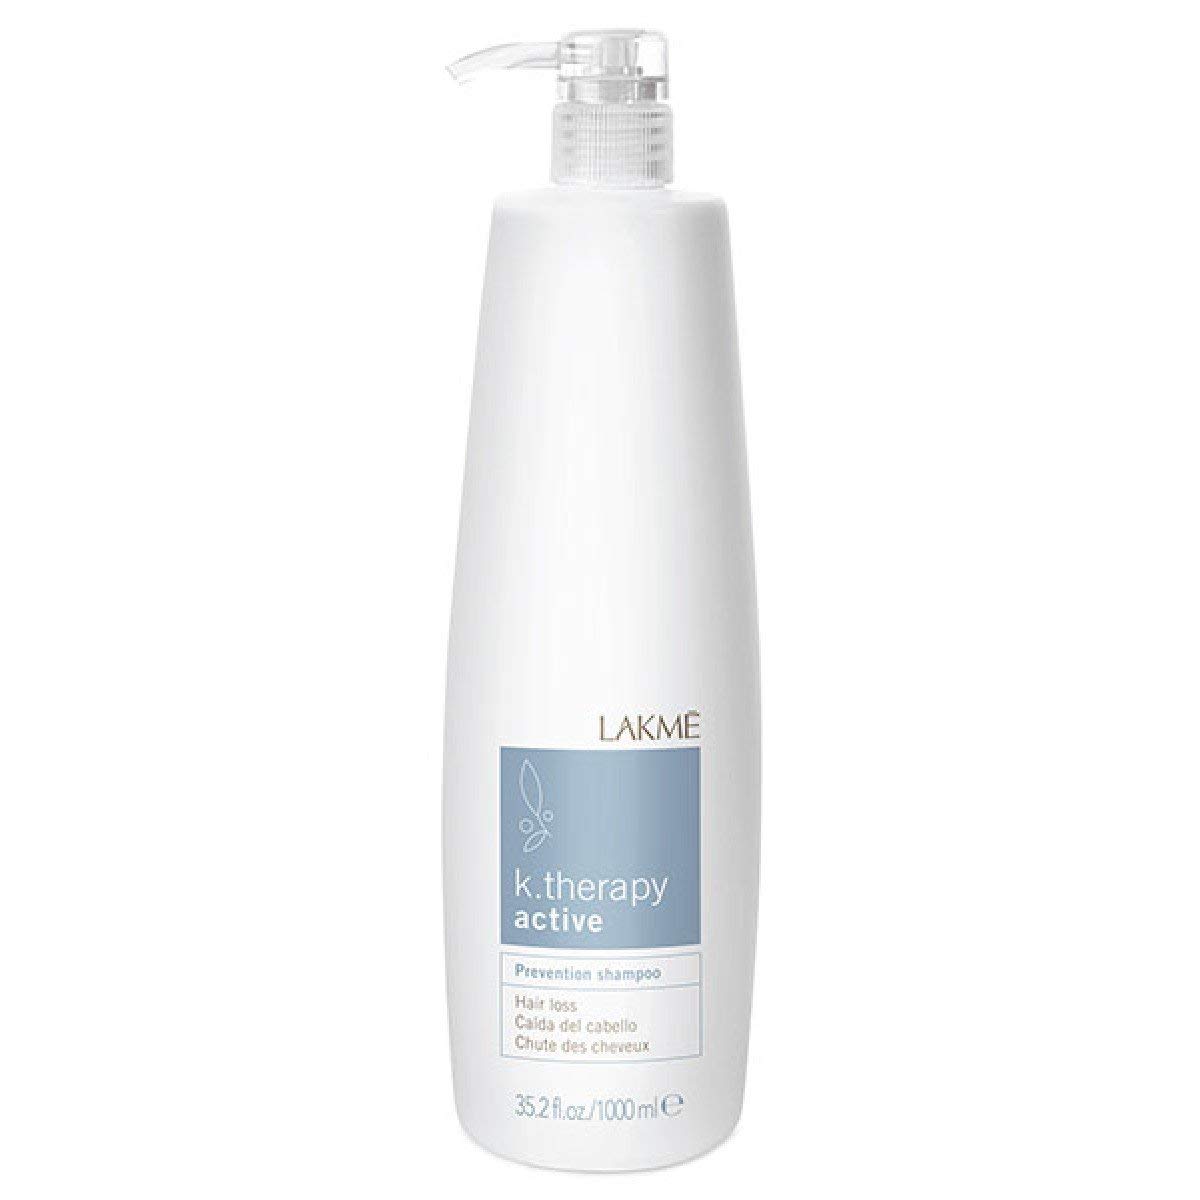 LAKMĒ
k.therapy
active
Prevention shampoo
Hair loss
Caída del cabello
Chute des cheveux
35.2 fl.oz./1000 ml ℮